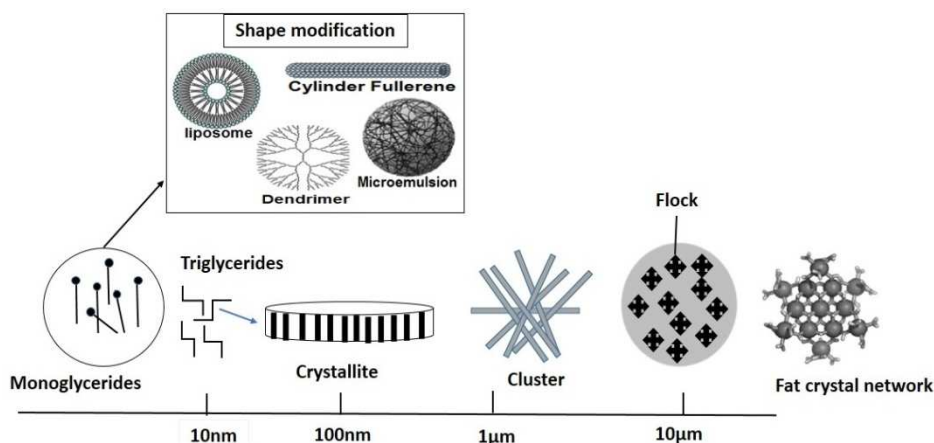 Shape modification
Cylinder Fullerene
liposome
Dendrimer
Microemulsion
Flock
Triglycerides
Monoglycerides
Crystallite
Cluster
Fat crystal network
10nm
100nm
1µm
10µm